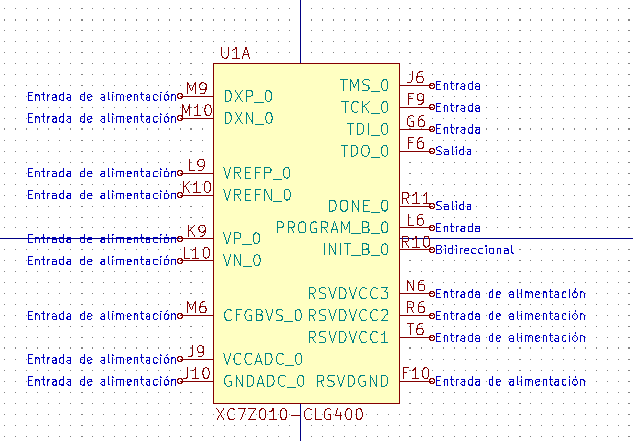 U1A
Entrada de alimentación M9 DXP_0 TMS_0 J6 Entrada
Entrada de alimentación M10 DXN_0 TCK_0 F9 Entrada
TDI_0 G6 Entrada
TDO_0 F6 Salida
Entrada de alimentación L9 VREFP_0
Entrada de alimentación K10 VREFN_0
DONE_0 R11 Salida
PROGRAM_B_0 L6 Entrada
Entrada de alimentación K9 VP_0 INIT_B_0 R10 Bidireccional
Entrada de alimentación L10 VN_0
RSVDVCC3 N6 Entrada de alimentación
Entrada de alimentación M6 CFGBVS_0 RSVDVCC2 R6 Entrada de alimentación
RSVDVCC1 T6 Entrada de alimentación
Entrada de alimentación J9 VCCADC_0
Entrada de alimentación J10 GNDADC_0 RSVDGND F10 Entrada de alimentación
XC7Z010-CLG400